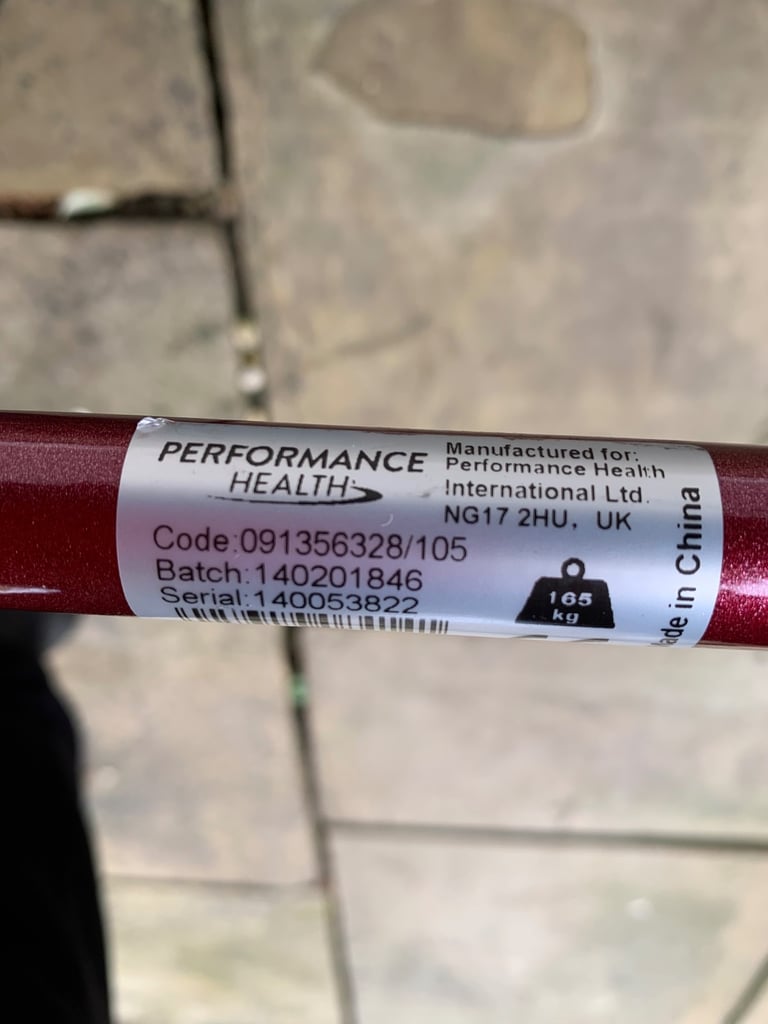 PERFORMANCE
HEALTH
Code:091356328/105
Batch:140201846
Serial:140053822
Manufactured for:
Performance Health
International Ltd.
NG17 2HU, UK
165
kg
in China